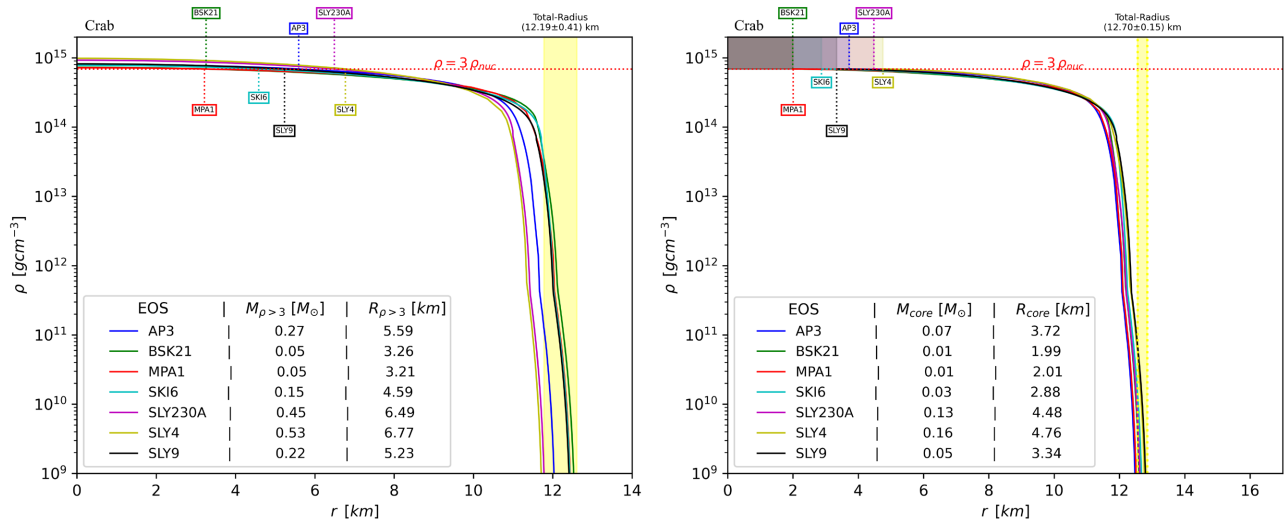 Crab
BSK21
AP3
SLY230A
Total-Radius
(12.19±0.41) km
ρ = 3 ρnuc
MPA1
SKI6
SLY9
SLY4
10^15
10^14
10^13
10^12
10^11
10^10
10^9
ρ [gcm^−3]
EOS | M_ρ>3 [M_⊙] | R_ρ>3 [km]
AP3 | 0.27 | 5.59
BSK21 | 0.05 | 3.26
MPA1 | 0.05 | 3.21
SKI6 | 0.15 | 4.59
SLY230A | 0.45 | 6.49
SLY4 | 0.53 | 6.77
SLY9 | 0.22 | 5.23
0 2 4 6 8 10 12 14
r [km]
Crab
BSK21
AP3
SLY230A
Total-Radius
(12.70±0.15) km
ρ = 3 ρnuc
MPA1
SKI6
SLY9
SLY4
10^15
10^14
10^13
10^12
10^11
10^10
10^9
ρ [gcm^−3]
EOS | M_core [M_⊙] | R_core [km]
AP3 | 0.07 | 3.72
BSK21 | 0.01 | 1.99
MPA1 | 0.01 | 2.01
SKI6 | 0.03 | 2.88
SLY230A | 0.13 | 4.48
SLY4 | 0.16 | 4.76
SLY9 | 0.05 | 3.34
0 2 4 6 8 10 12 14 16
r [km]